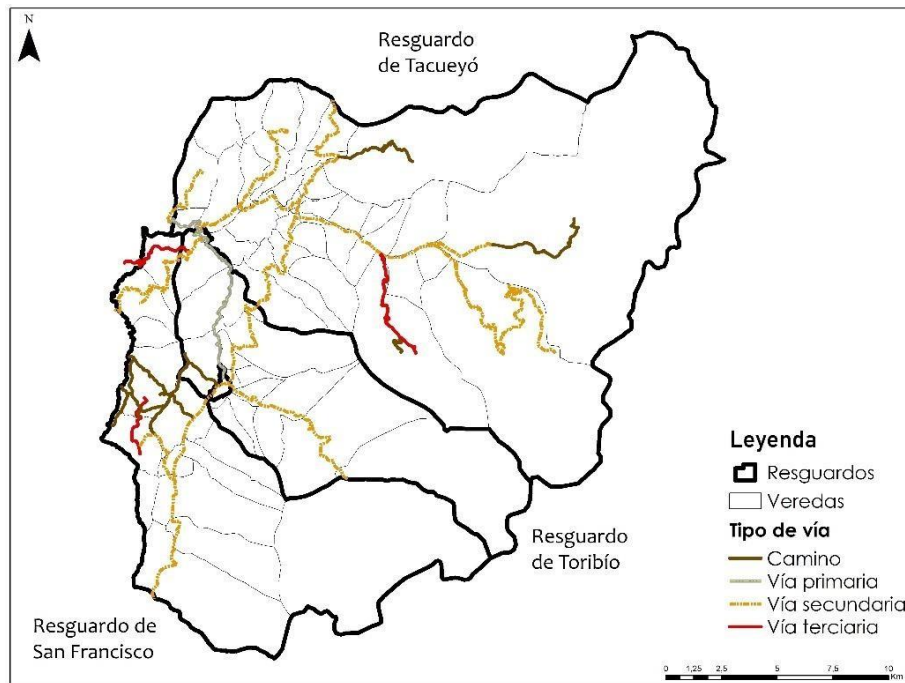 N
Resguardo
de Tacueyó
Leyenda
Resguardos
Veredas
Tipo de vía
Camino
Vía primaria
Vía secundaria
Vía terciaria
Resguardo
de Toribío
Resguardo de
San Francisco
0 1,25 2,5 5 7,5 10
Km